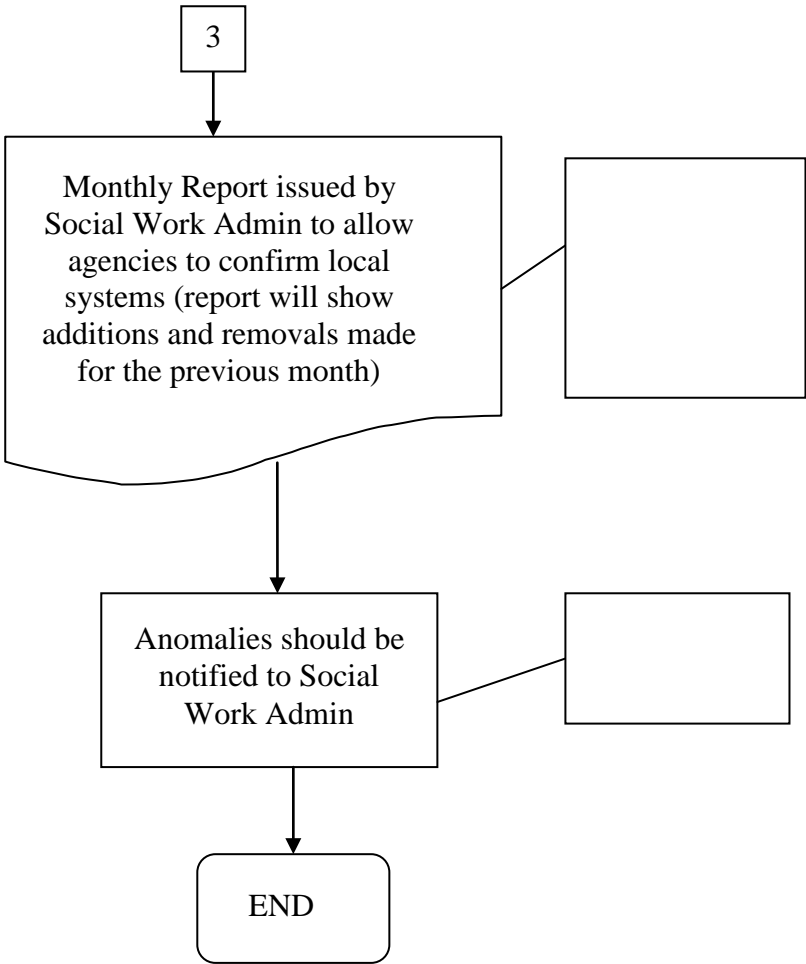 3
Monthly Report issued by
Social Work Admin to allow
agencies to confirm local
systems (report will show
additions and removals made
for the previous month)
Anomalies should be
notified to Social
Work Admin
END